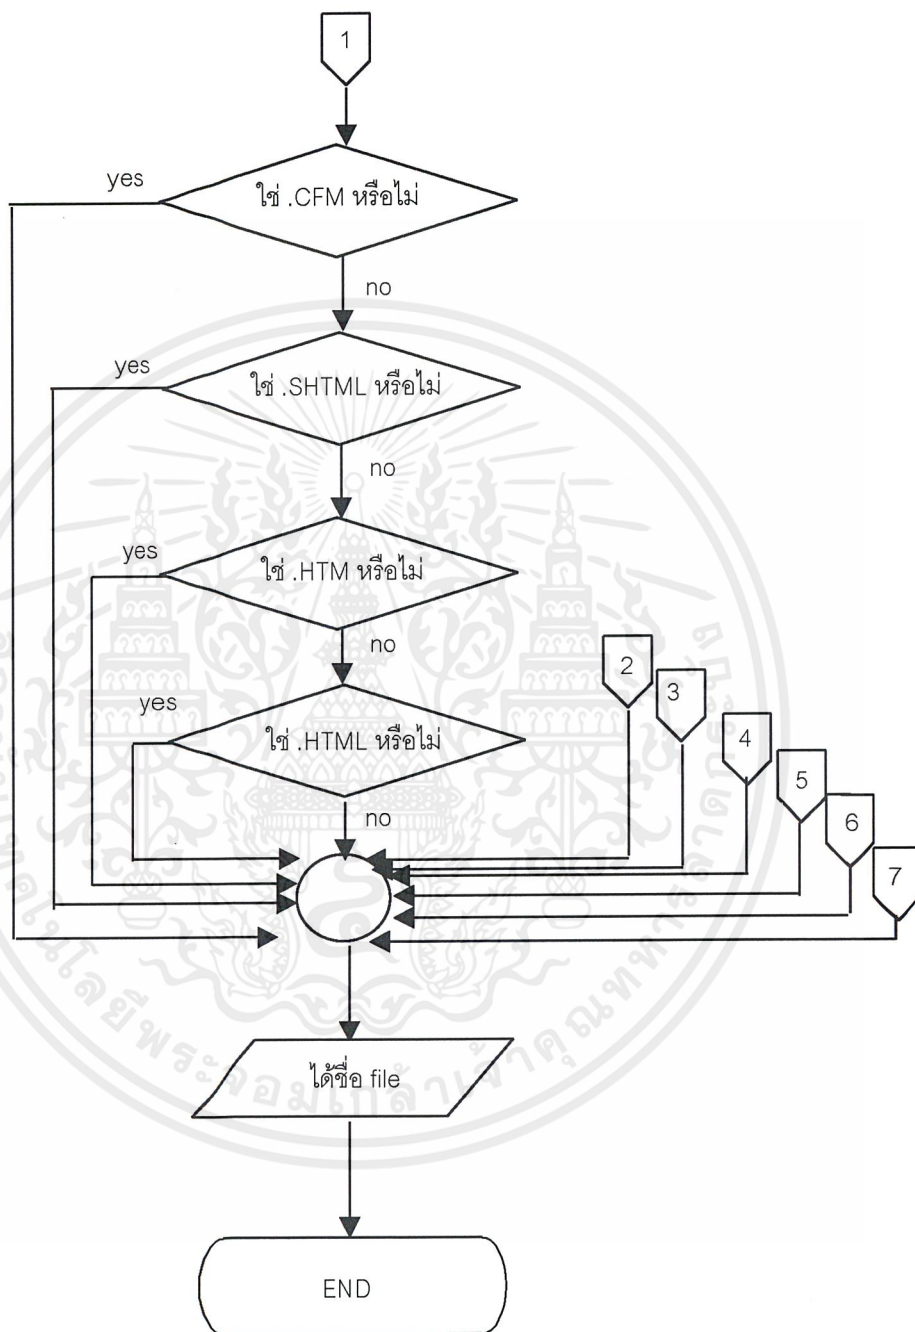 1
yes
ใช่ .CFM หรือไม่
no
yes
ใช่ .SHTML หรือไม่
no
yes
ใช่ .HTM หรือไม่
no
yes
ใช่ .HTML หรือไม่
no
2
3
4
5
6
7
ได้ชื่อ file
END